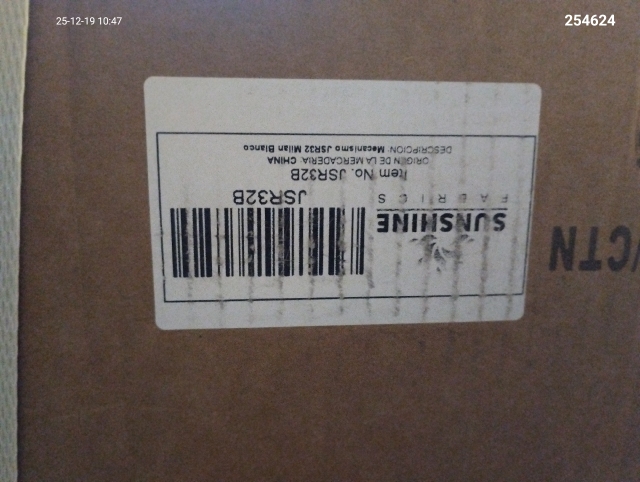 25-12-19 10:47
254624
SUNSHINE
FABRICS
JSR32B
Item No. JSR32B
ORIGEN DE LA MERCADERIA: CHINA
DESCRIPCION: Mecanismo JSR32 Milan Blanco
/CTN